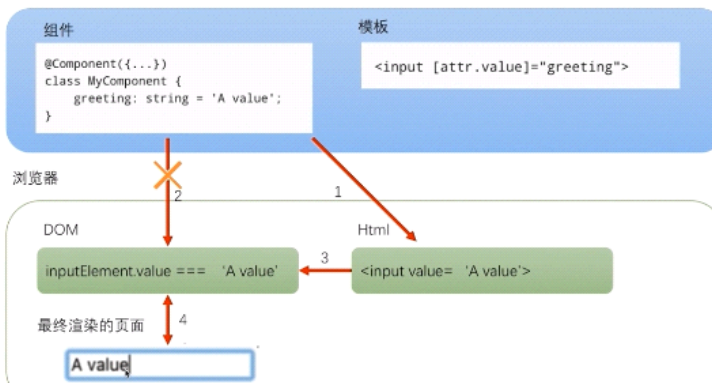 组件
@Component({...})
class MyComponent {
    greeting: string = 'A value';
}
模板
<input [attr.value]="greeting">
浏览器
2
1
DOM
inputElement.value === 'A value'
Html
3
<input value= 'A value'>
最终渲染的页面
4
A value